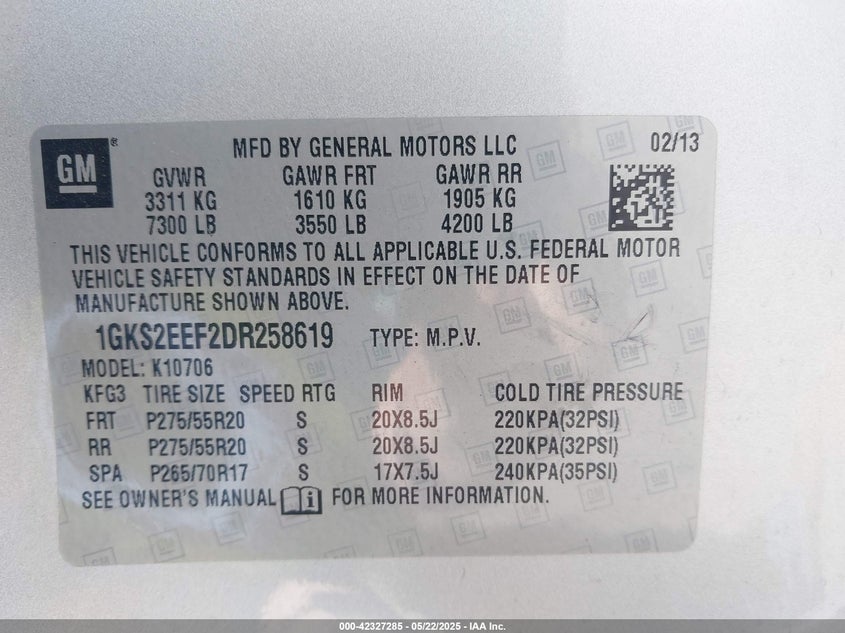 GM ® MFD BY GENERAL MOTORS LLC 02/13
GVWR GAWR FRT GAWR RR
3311 KG 1610 KG 1905 KG
7300 LB 3550 LB 4200 LB
THIS VEHICLE CONFORMS TO ALL APPLICABLE U.S. FEDERAL MOTOR
VEHICLE SAFETY STANDARDS IN EFFECT ON THE DATE OF
MANUFACTURE SHOWN ABOVE.
1GKS2EEF2DR258619 TYPE: M.P.V.
MODEL: K10706
KFG3 TIRE SIZE SPEED RTG RIM COLD TIRE PRESSURE
FRT P275/55R20 S 20X8.5J 220KPA(32PSI)
RR P275/55R20 S 20X8.5J 220KPA(32PSI)
SPA P265/70R17 S 17X7.5J 240KPA(35PSI)
SEE OWNER'S MANUAL i FOR MORE INFORMATION.
000-42327285 - 05/22/2025 - IAA Inc.